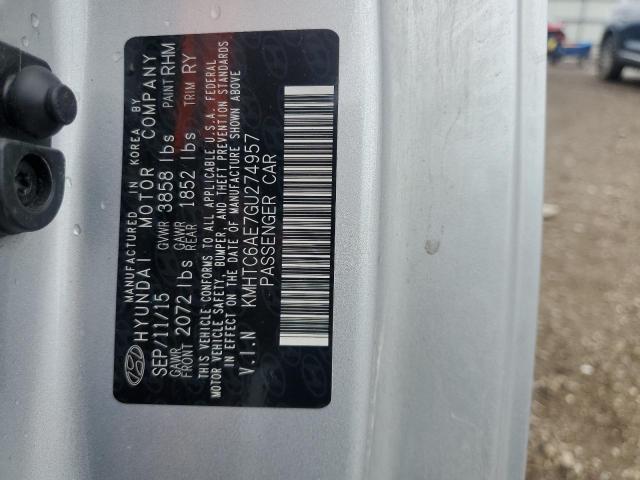 MANUFACTURED IN KOREA BY
HYUNDAI MOTOR COMPANY
SEP/11/15 GVWR 3858 lbs PAINT RHM
GAWR FRONT 2072 lbs GAWR REAR 1852 lbs TRIM RY
THIS VEHICLE CONFORMS TO ALL APPLICABLE U.S.A. FEDERAL
MOTOR VEHICLE SAFETY, BUMPER, AND THEFT PREVENTION STANDARDS
IN EFFECT ON THE DATE OF MANUFACTURE SHOWN ABOVE
V.I.N KMHTC6AE7GU274957
PASSENGER CAR